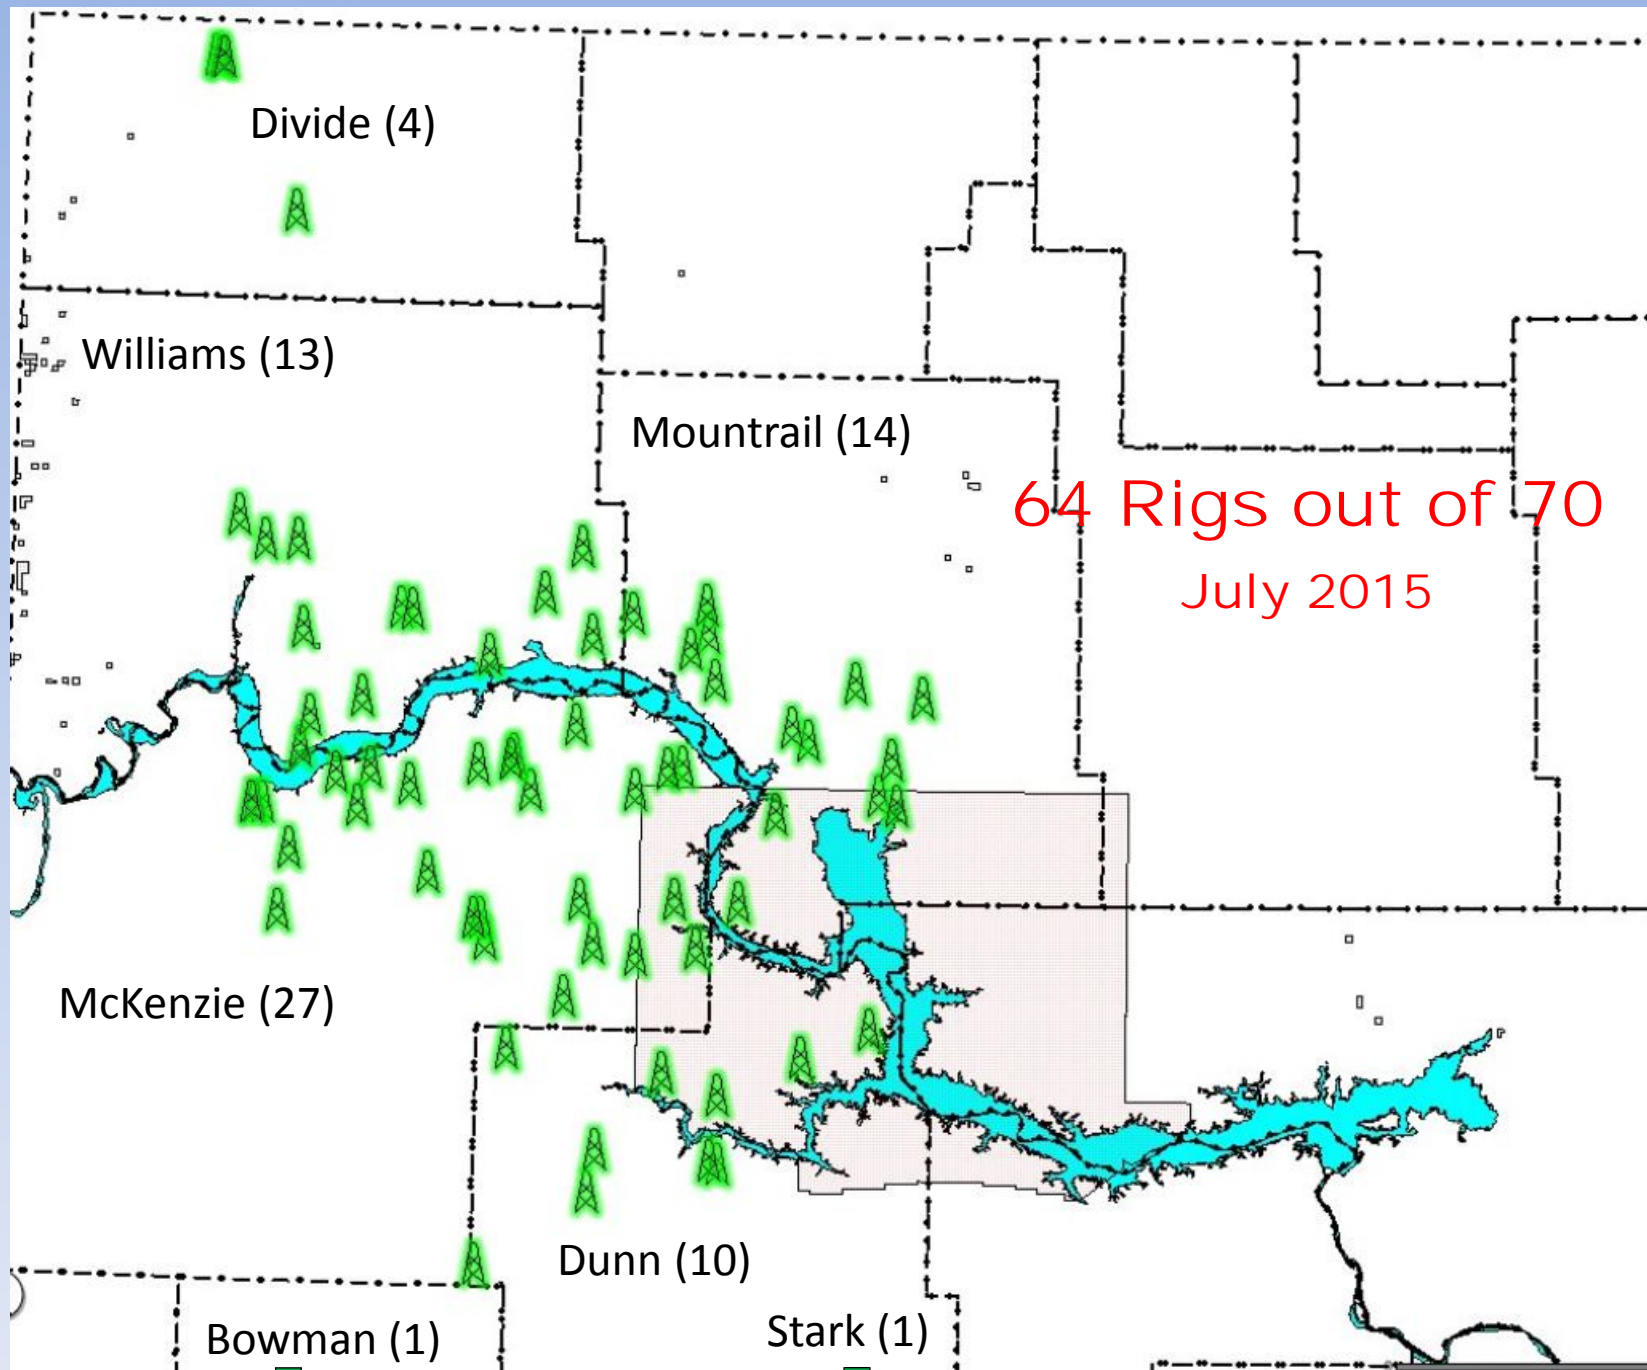 Divide (4)
Williams (13)
Mountrail (14)
64 Rigs out of 70
July 2015
McKenzie (27)
Dunn (10)
Bowman (1)
Stark (1)